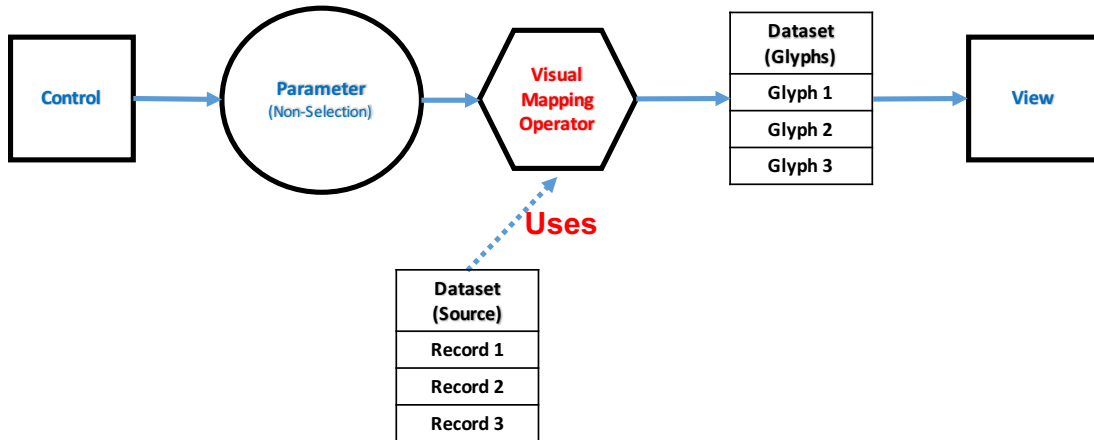 Control
Parameter
(Non-Selection)
Visual
Mapping
Operator
Dataset
(Glyphs)
Glyph 1
Glyph 2
Glyph 3
View
Uses
Dataset
(Source)
Record 1
Record 2
Record 3